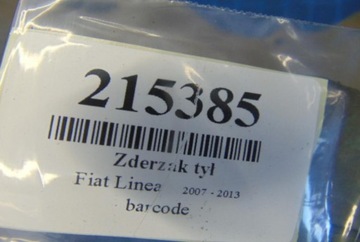 215385
Zderzak tył
Fiat Linea 2007 - 2013
barcode